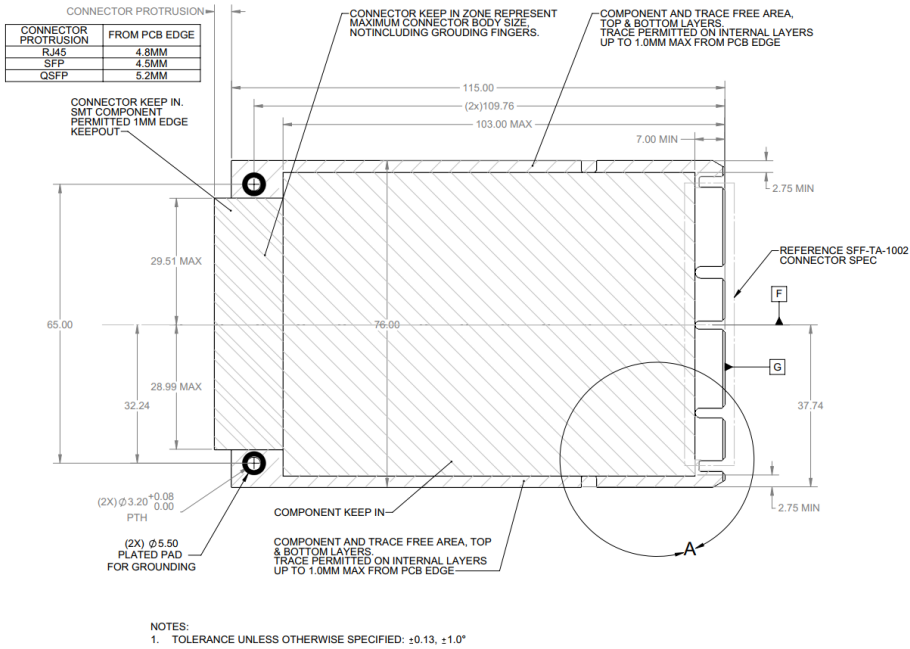 CONNECTOR PROTRUSION
CONNECTOR PROTRUSION FROM PCB EDGE
RJ45 4.8MM
SFP 4.5MM
QSFP 5.2MM
CONNECTOR KEEP IN ZONE REPRESENT
MAXIMUM CONNECTOR BODY SIZE,
NOTINCLUDING GROUNDING FINGERS.
COMPONENT AND TRACE FREE AREA,
TOP & BOTTOM LAYERS.
TRACE PERMITTED ON INTERNAL LAYERS
UP TO 1.0MM MAX FROM PCB EDGE
CONNECTOR KEEP IN.
SMT COMPONENT
PERMITTED 1MM EDGE
KEEPOUT
115.00
(2x)109.76
103.00 MAX
7.00 MIN
2.75 MIN
REFERENCE SFF-TA-1002
CONNECTOR SPEC
29.51 MAX
F
65.00
76.00
G
28.99 MAX
32.24
37.74
(2X) Ø3.20 +0.08
0.00
PTH
2.75 MIN
COMPONENT KEEP IN
(2X) Ø5.50
PLATED PAD
FOR GROUNDING
COMPONENT AND TRACE FREE AREA, TOP
& BOTTOM LAYERS.
TRACE PERMITTED ON INTERNAL LAYERS
UP TO 1.0MM MAX FROM PCB EDGE
A
NOTES:
1. TOLERANCE UNLESS OTHERWISE SPECIFIED: ±0.13, ±1.0°